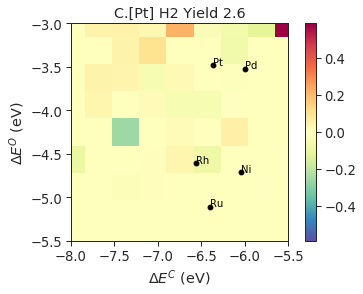 C.[Pt] H2 Yield 2.6
−3.0
−3.5
−4.0
−4.5
−5.0
−5.5
ΔE^O (eV)
Pt
Pd
Rh
Ni
Ru
−8.0 −7.5 −7.0 −6.5 −6.0 −5.5
ΔE^C (eV)
0.4
0.2
0.0
−0.2
−0.4